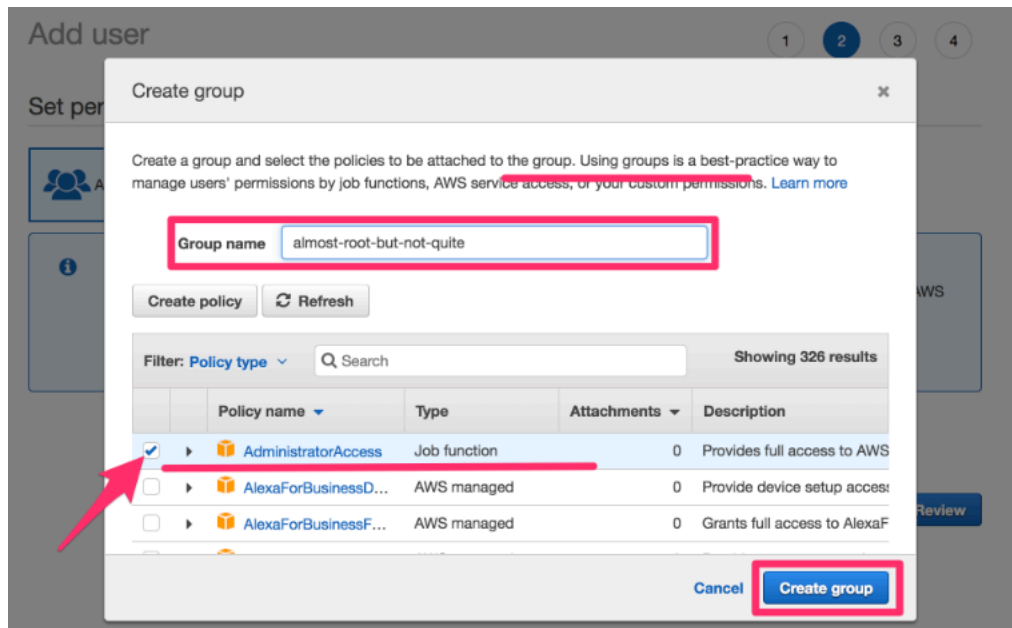 Add user
1 2 3 4
Create group
Set per
Create a group and select the policies to be attached to the group. Using groups is a best-practice way to
manage users' permissions by job functions, AWS service access, or your custom permissions. Learn more
A
Group name almost-root-but-not-quite
AWS
Create policy Refresh
Filter: Policy type Search Showing 326 results
Policy name Type Attachments Description
AdministratorAccess Job function 0 Provides full access to AWS
AlexaForBusinessD... AWS managed 0 Provide device setup access
AlexaForBusinessF... AWS managed 0 Grants full access to AlexaF
Review
Cancel Create group